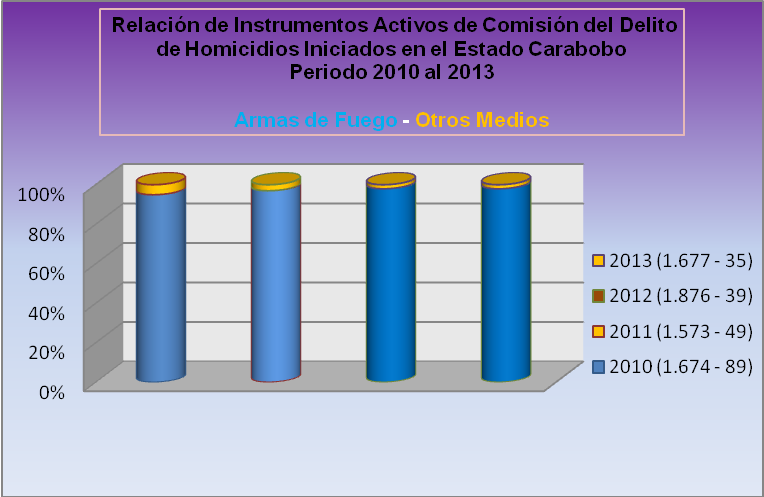 Relación de Instrumentos Activos de Comisión del Delito
de Homicidios Iniciados en el Estado Carabobo
Periodo 2010 al 2013
Armas de Fuego - Otros Medios
100%
80%
60%
40%
20%
0%
2013 (1.677 - 35)
2012 (1.876 - 39)
2011 (1.573 - 49)
2010 (1.674 - 89)